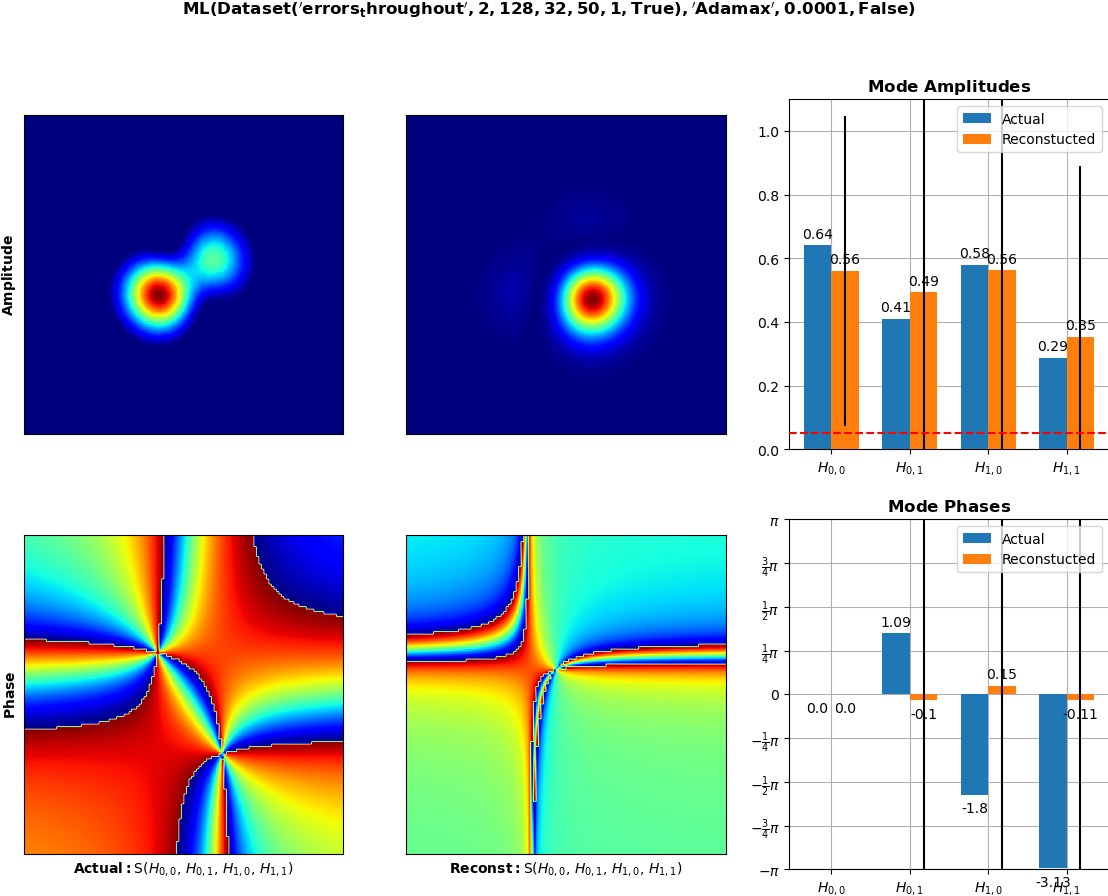 ML(Dataset('errors_throughout', 2, 128, 32, 50, 1, True), 'Adamax', 0.0001, False)
Amplitude
Mode Amplitudes
Actual
Reconstucted
1.0
0.8
0.6
0.4
0.2
0.0
0.64
0.56
0.41
0.49
0.58
0.56
0.29
0.35
H0,0
H0,1
H1,0
H1,1
Phase
Actual: S(H0,0, H0,1, H1,0, H1,1)
Reconst: S(H0,0, H0,1, H1,0, H1,1)
Mode Phases
Actual
Reconstucted
π
3/4π
1/2π
1/4π
0
−1/4π
−1/2π
−3/4π
−π
0.0
0.0
1.09
-0.1
-1.8
0.15
-3.13
-0.11
H0,0
H0,1
H1,0
H1,1